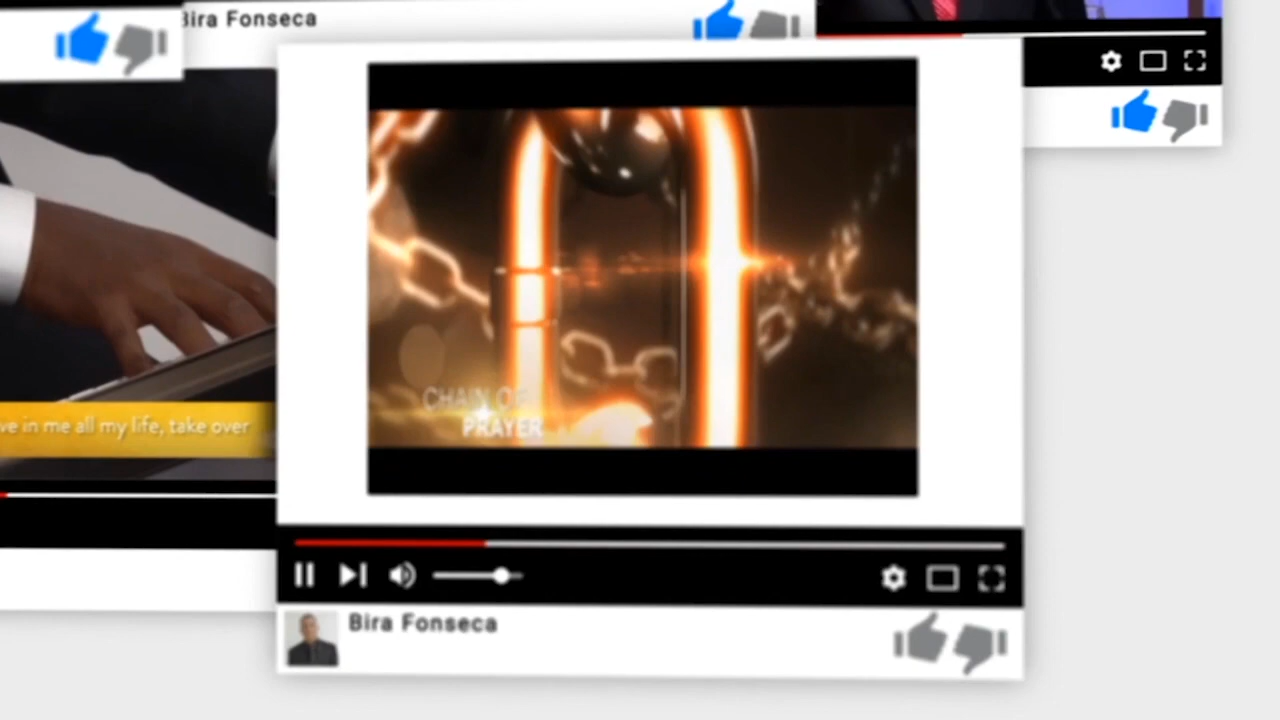 Bira Fonseca
CHAIN OF
PRAYER
ve in me all my life, take over
Bira Fonseca